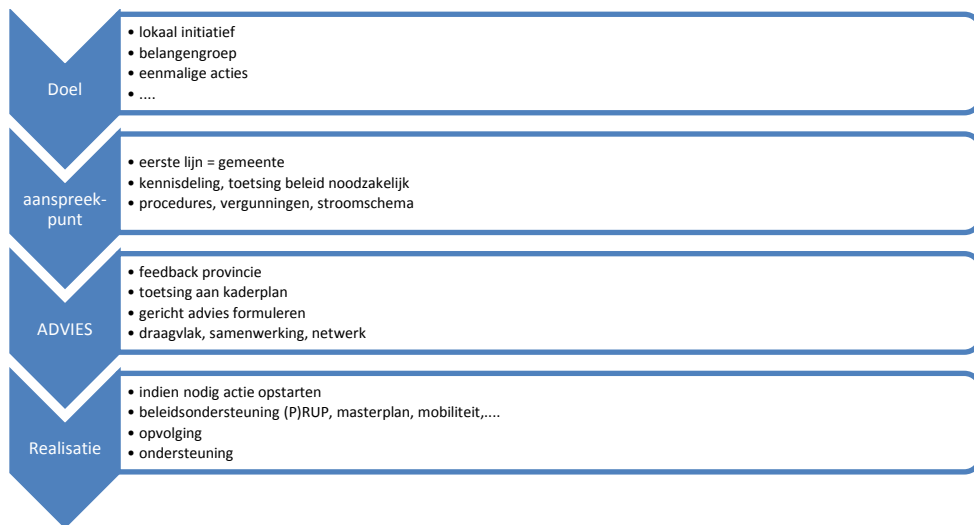 Doel
• lokaal initiatief
• belangengroep
• eenmalige acties
• ....
aanspreek-
punt
• eerste lijn = gemeente
• kennisdeling, toetsing beleid noodzakelijk
• procedures, vergunningen, stroomschema
ADVIES
• feedback provincie
• toetsing aan kaderplan
• gericht advies formuleren
• draagvlak, samenwerking, netwerk
Realisatie
• indien nodig actie opstarten
• beleidsondersteuning (P)RUP, masterplan, mobiliteit,....
• opvolging
• ondersteuning